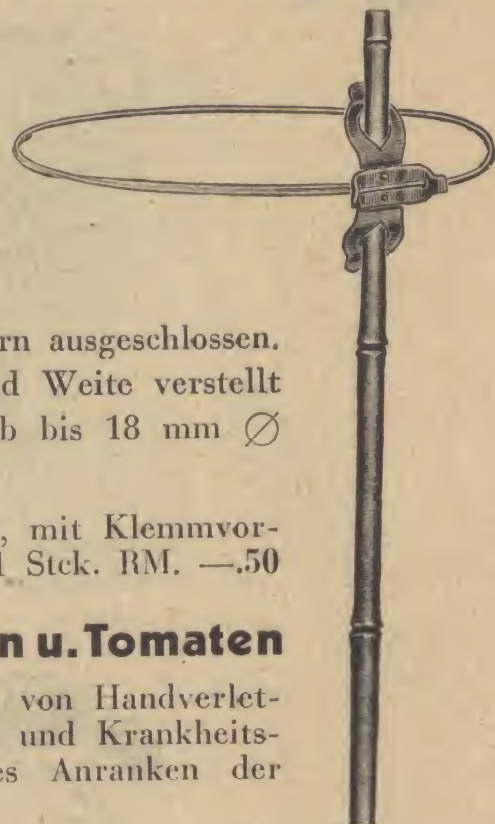 rn ausgeschlossen.
d Weite verstellt
b bis 18 mm ∅
, mit Klemmvor-
1 Stck. RM. —.50
n u. Tomaten
von Handverlet-
und Krankheits-
es Anranken der